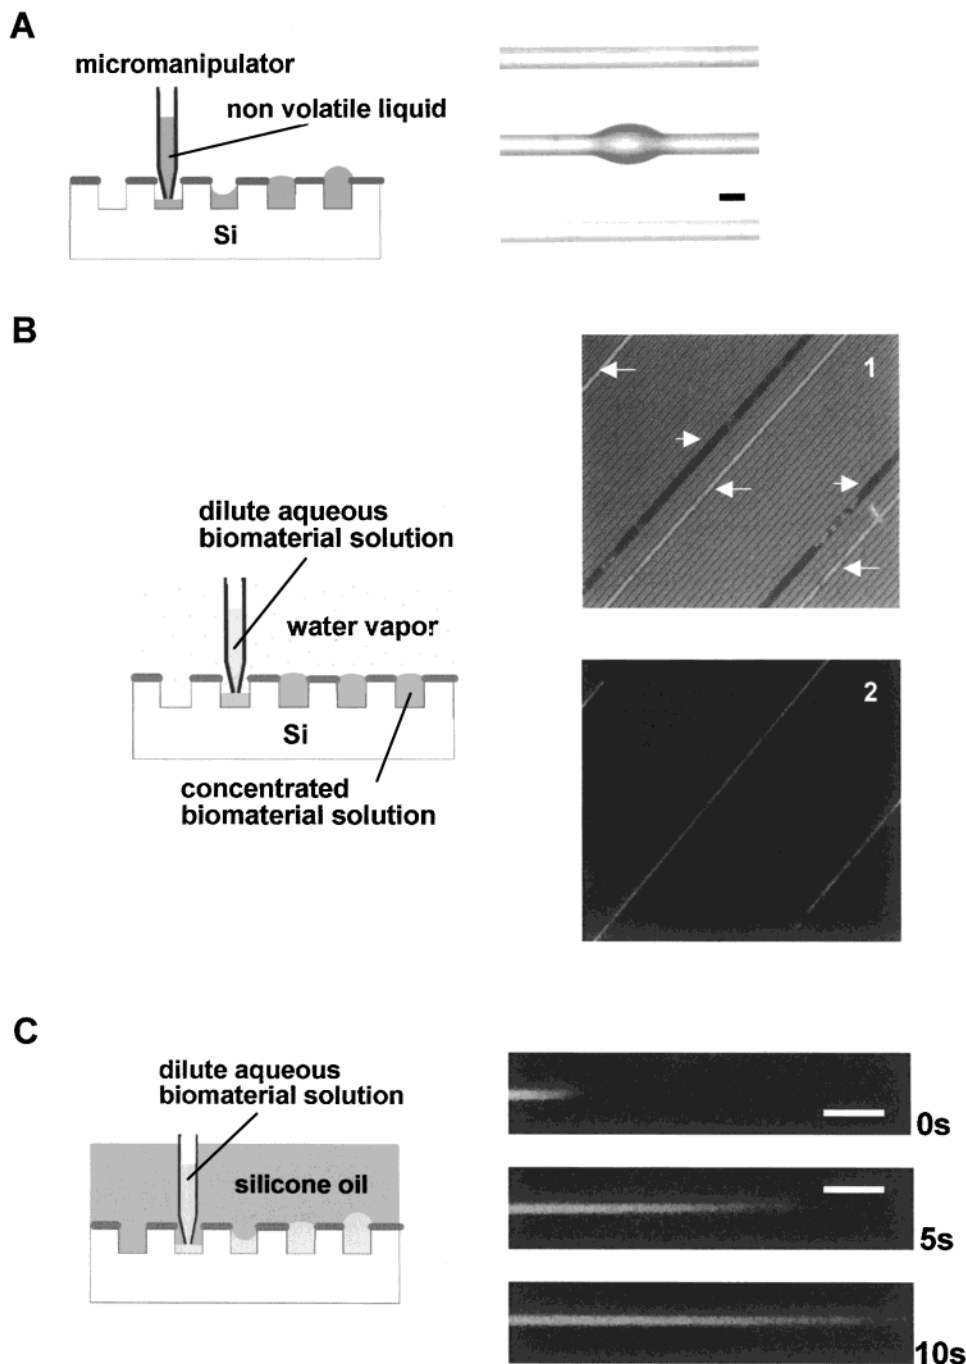 A
micromanipulator
non volatile liquid
Si
B
1
dilute aqueous
biomaterial solution
water vapor
2
Si
concentrated
biomaterial solution
C
dilute aqueous
biomaterial solution
silicone oil
0s
5s
10s